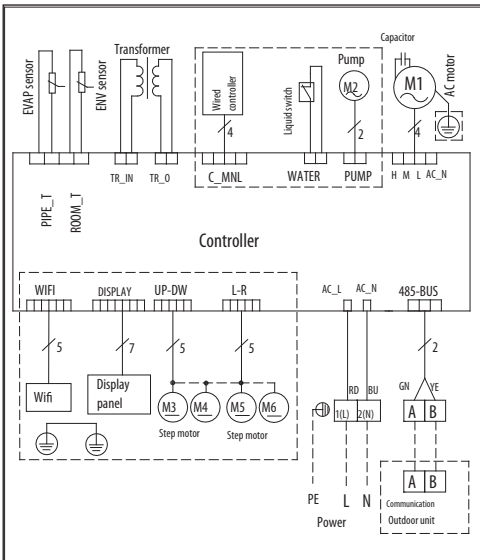 Capacitor
Transformer
Pump
EVAP sensor
ENV sensor
Wired
controller
Liquid switch
M2
M1
AC motor
4
2
4
TR_IN
TR_O
C_MNL
WATER
PUMP
H M L AC_N
PIPE_T
ROOM_T
Controller
WIFI
DISPLAY
UP-DW
L-R
AC_L
AC_N
485-BUS
5
7
5
5
2
RD
BU
GN
YE
Wifi
Display
panel
M3
M4
M5
M6
1(L)
2(N)
A
B
Step motor
Step motor
A
B
PE
L
N
Communication
Power
Outdoor unit